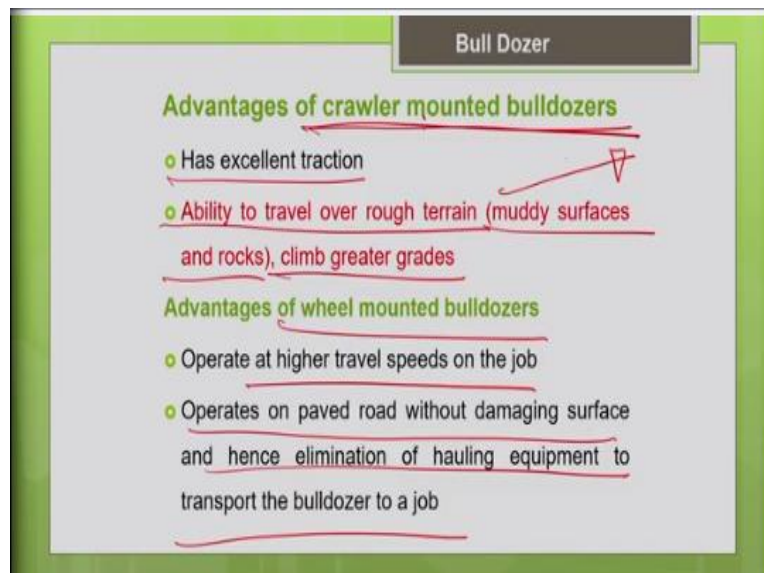 Bull Dozer
Advantages of crawler mounted bulldozers
Has excellent traction
Ability to travel over rough terrain (muddy surfaces
and rocks), climb greater grades
Advantages of wheel mounted bulldozers
Operate at higher travel speeds on the job
Operates on paved road without damaging surface
and hence elimination of hauling equipment to
transport the bulldozer to a job